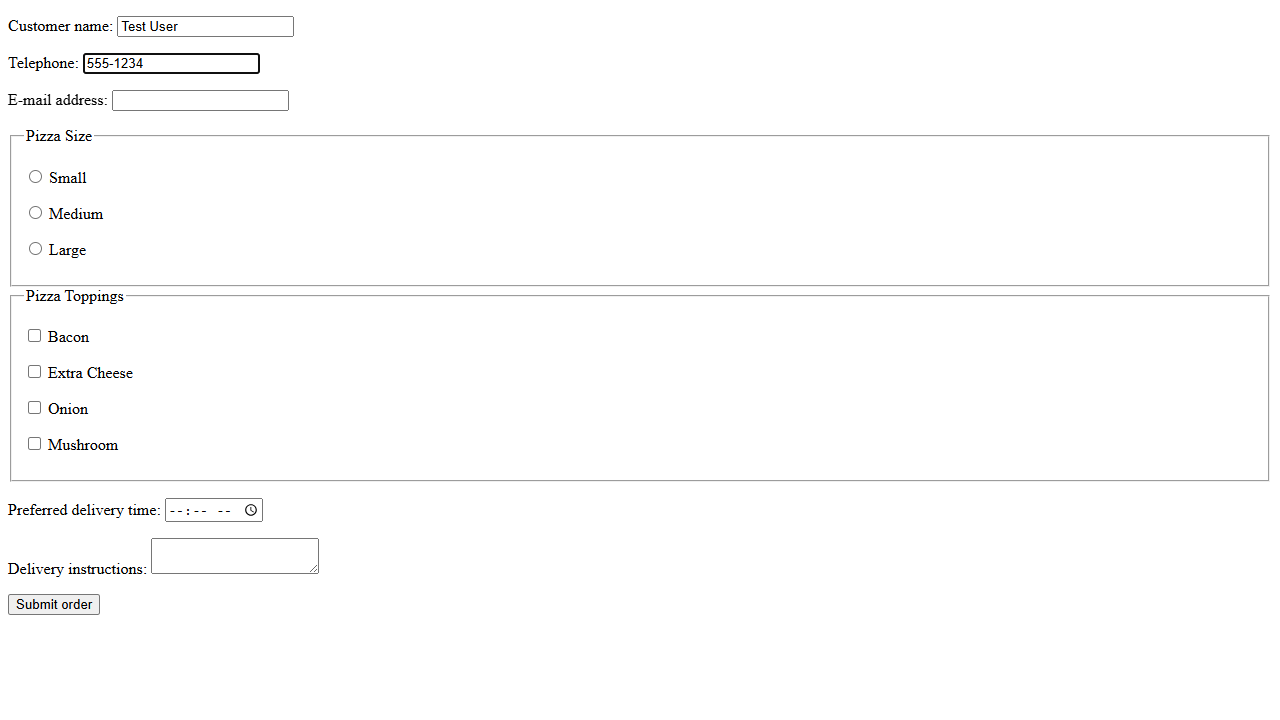 Customer name: Test User
Telephone: 555-1234
E-mail address:
Pizza Size
Small
Medium
Large
Pizza Toppings
Bacon
Extra Cheese
Onion
Mushroom
Preferred delivery time: --:-- --
Delivery instructions:
Submit order